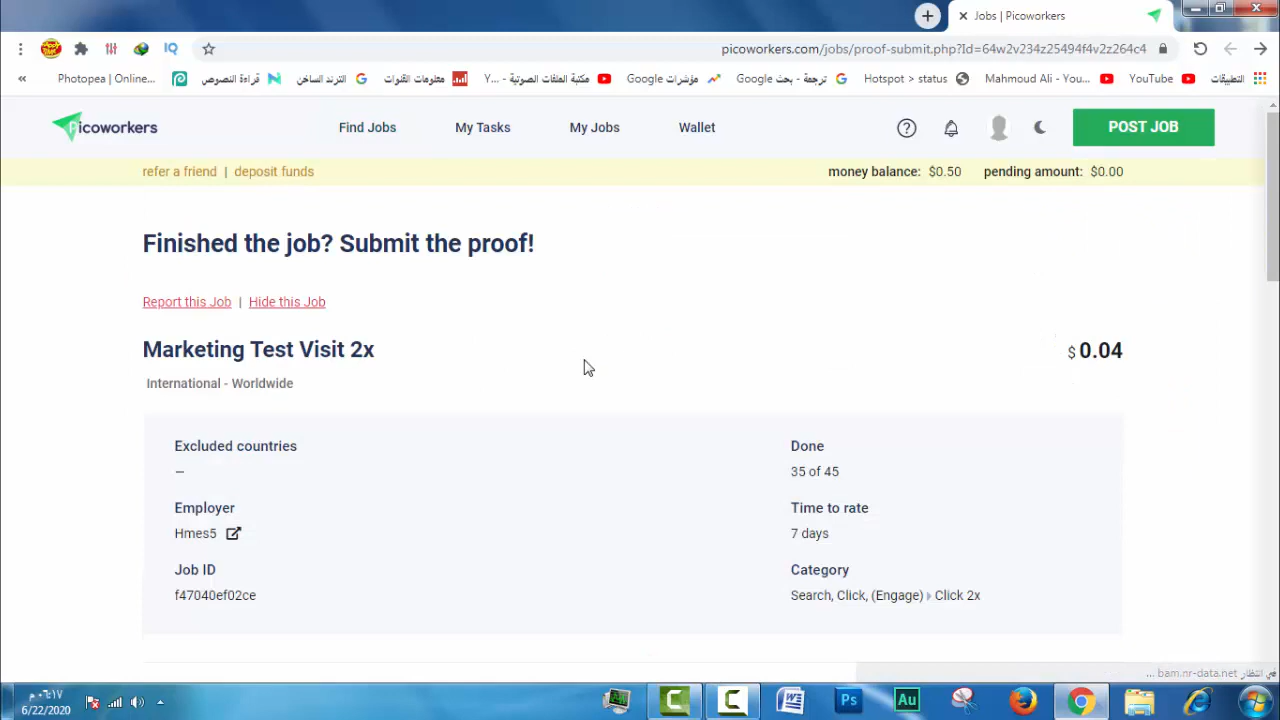 Jobs | Picoworkers
picoworkers.com/jobs/proof-submit.php?Id=64w2v234z25494f4v2z264c4
التطبيقات
YouTube
Mahmoud Ali - You...
Hotspot > status
ترجمة - بحث Google
مؤشرات Google
مكتبة الملفات الصوتية - Y...
معلومات القنوات
الترند الساخن
قراءة النصوص
Photopea | Online...
Picoworkers
Find Jobs
My Tasks
My Jobs
Wallet
POST JOB
refer a friend | deposit funds
money balance: $0.50
pending amount: $0.00
Finished the job? Submit the proof!
Report this Job | Hide this Job
Marketing Test Visit 2x
$ 0.04
International - Worldwide
Excluded countries
–
Done
35 of 45
Employer
Hmes5
Time to rate
7 days
Job ID
f47040ef02ce
Category
Search, Click, (Engage) Click 2x
في انتظار bam.nr-data.net ...
6/22/2020